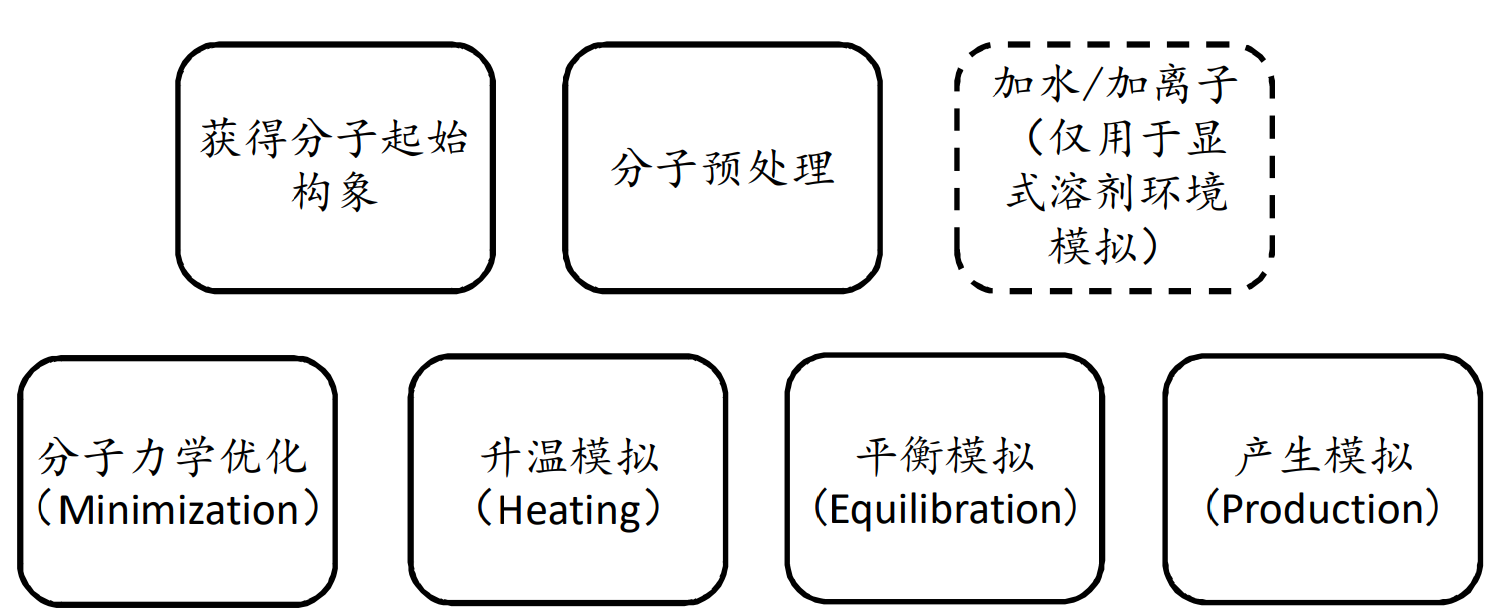 获得分子起始
构象
分子预处理
加水/加离子
（仅用于显
式溶剂环境
模拟）
分子力学优化
（Minimization）
升温模拟
（Heating）
平衡模拟
（Equilibration）
产生模拟
（Production）